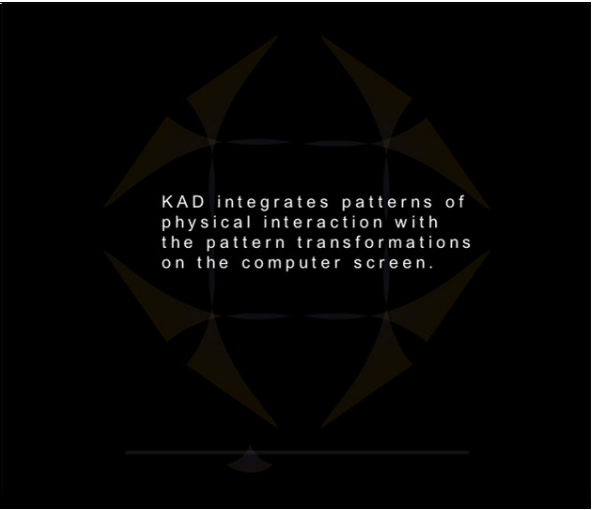 KAD integrates patterns of
physical interaction with
the pattern transformations
on the computer screen.